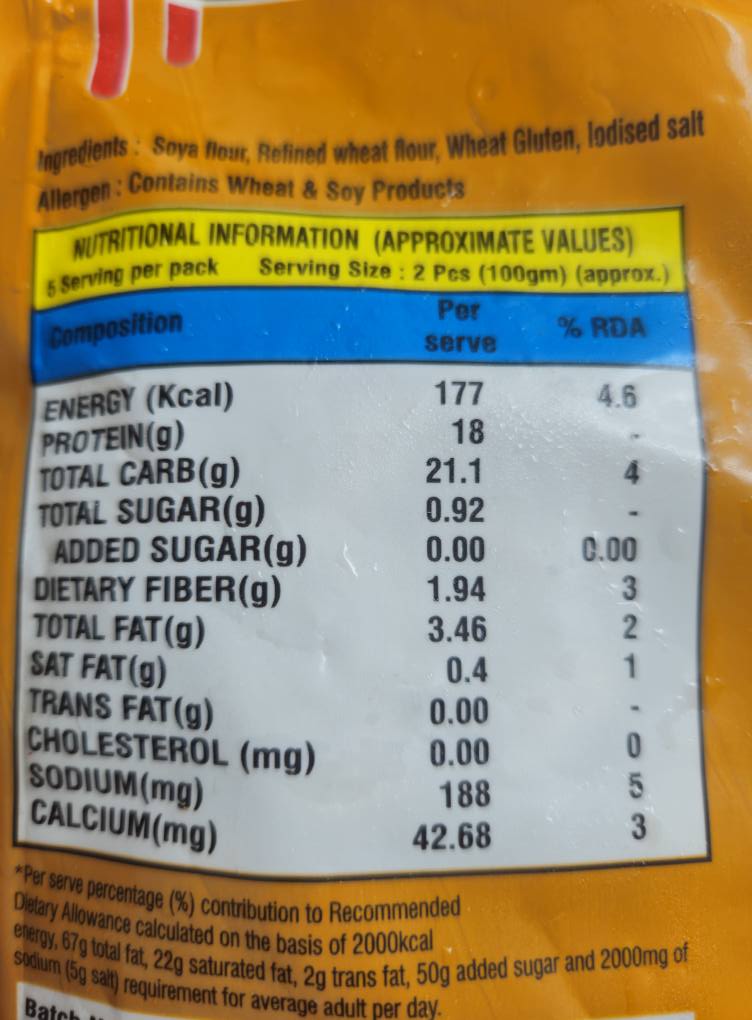 Ingredients : Soya flour, Refined wheat flour, Wheat Gluten, Iodised salt
Allergen : Contains Wheat & Soy Products
NUTRITIONAL INFORMATION (APPROXIMATE VALUES)
5 Serving per pack Serving Size : 2 Pcs (100gm) (approx.)
Composition Per serve % RDA
ENERGY (Kcal) 177 4.6
PROTEIN(g) 18 -
TOTAL CARB(g) 21.1 4
TOTAL SUGAR(g) 0.92 -
ADDED SUGAR(g) 0.00 0.00
DIETARY FIBER(g) 1.94 3
TOTAL FAT(g) 3.46 2
SAT FAT(g) 0.4 1
TRANS FAT(g) 0.00 -
CHOLESTEROL (mg) 0.00 0
SODIUM(mg) 188 5
CALCIUM(mg) 42.68 3
*Per serve percentage (%) contribution to Recommended
Dietary Allowance calculated on the basis of 2000kcal
energy, 67g total fat, 22g saturated fat, 2g trans fat, 50g added sugar and 2000mg of
sodium (5g salt) requirement for average adult per day.
Batch